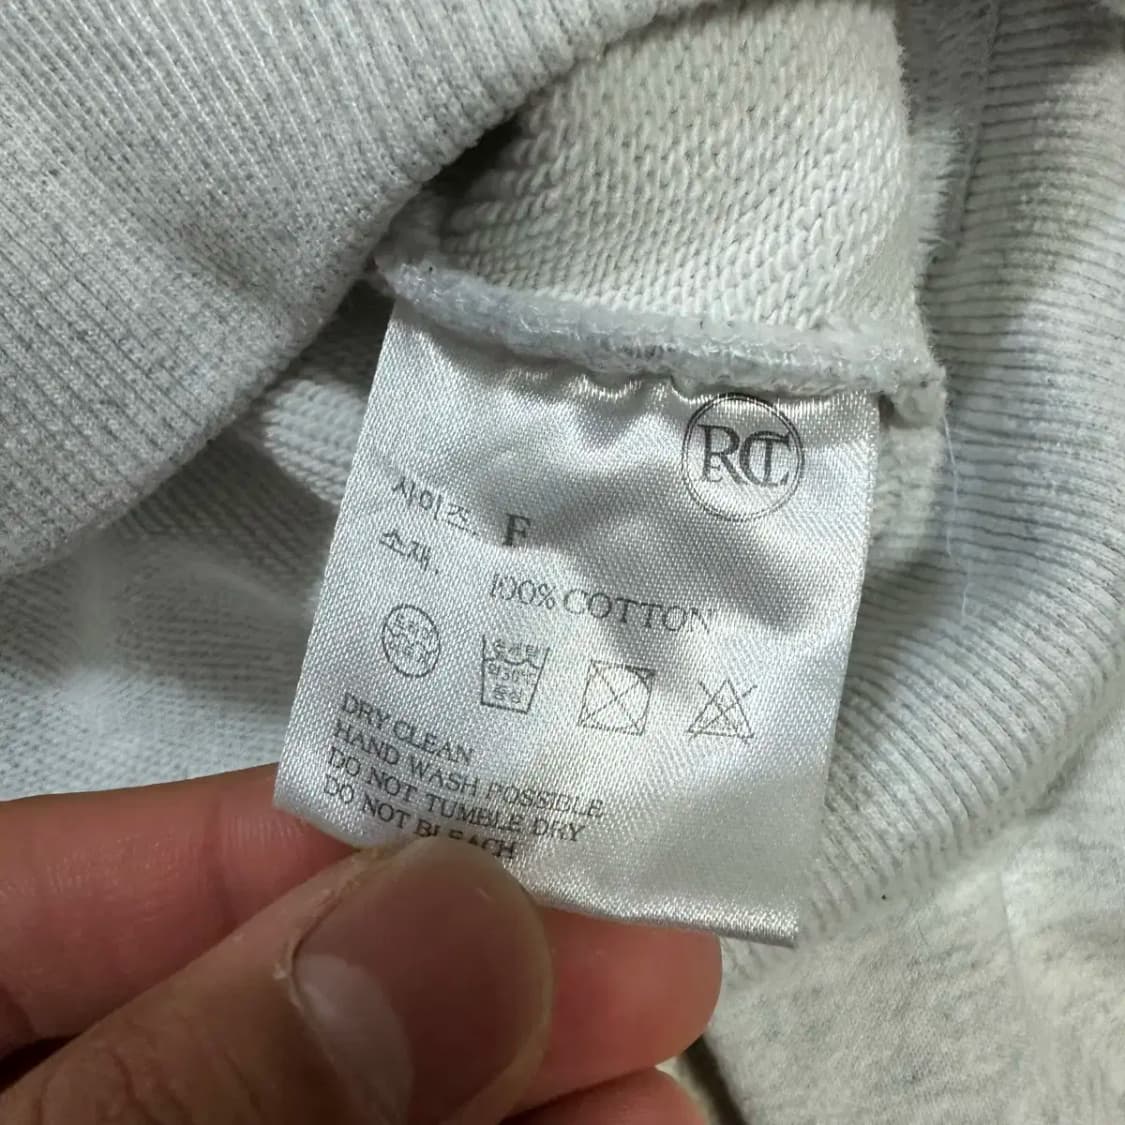 RCT
사이즈. F
소재. 100% COTTON
DRY CLEAN
HAND WASH POSSIBLE
DO NOT TUMBLE DRY
DO NOT BLEACH